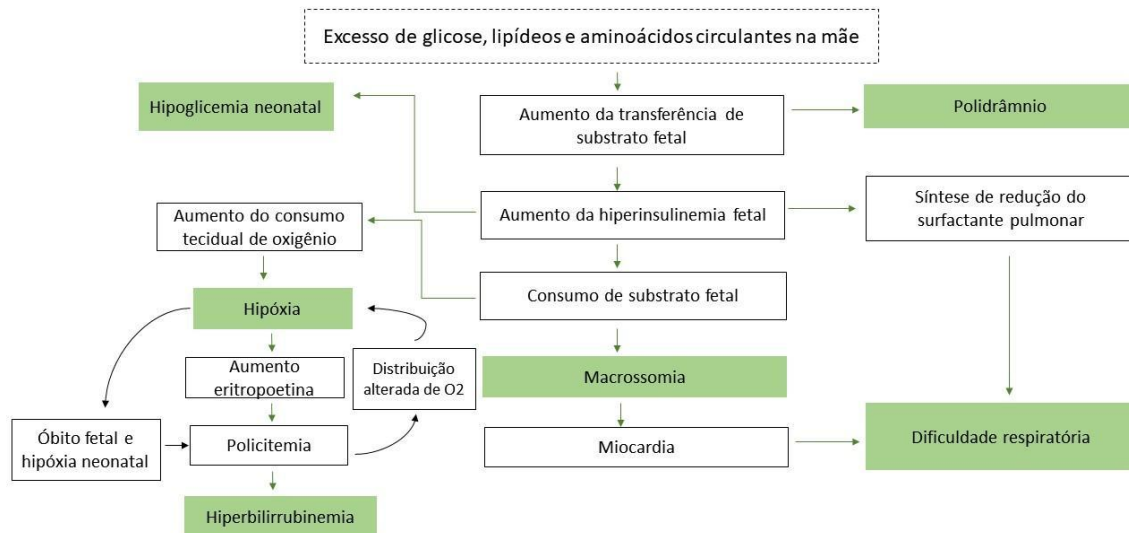 Excesso de glicose, lipídeos e aminoácidos circulantes na mãe
Hipoglicemia neonatal
Aumento da transferência de
substrato fetal
Polidrâmnio
Aumento do consumo
tecidual de oxigênio
Aumento da hiperinsulinemia fetal
Síntese de redução do
surfactante pulmonar
Hipóxia
Consumo de substrato fetal
Aumento
eritropoetina
Distribuição
alterada de O2
Macrossomia
Óbito fetal e
hipóxia neonatal
Policitemia
Miocardia
Dificuldade respiratória
Hiperbilirrubinemia